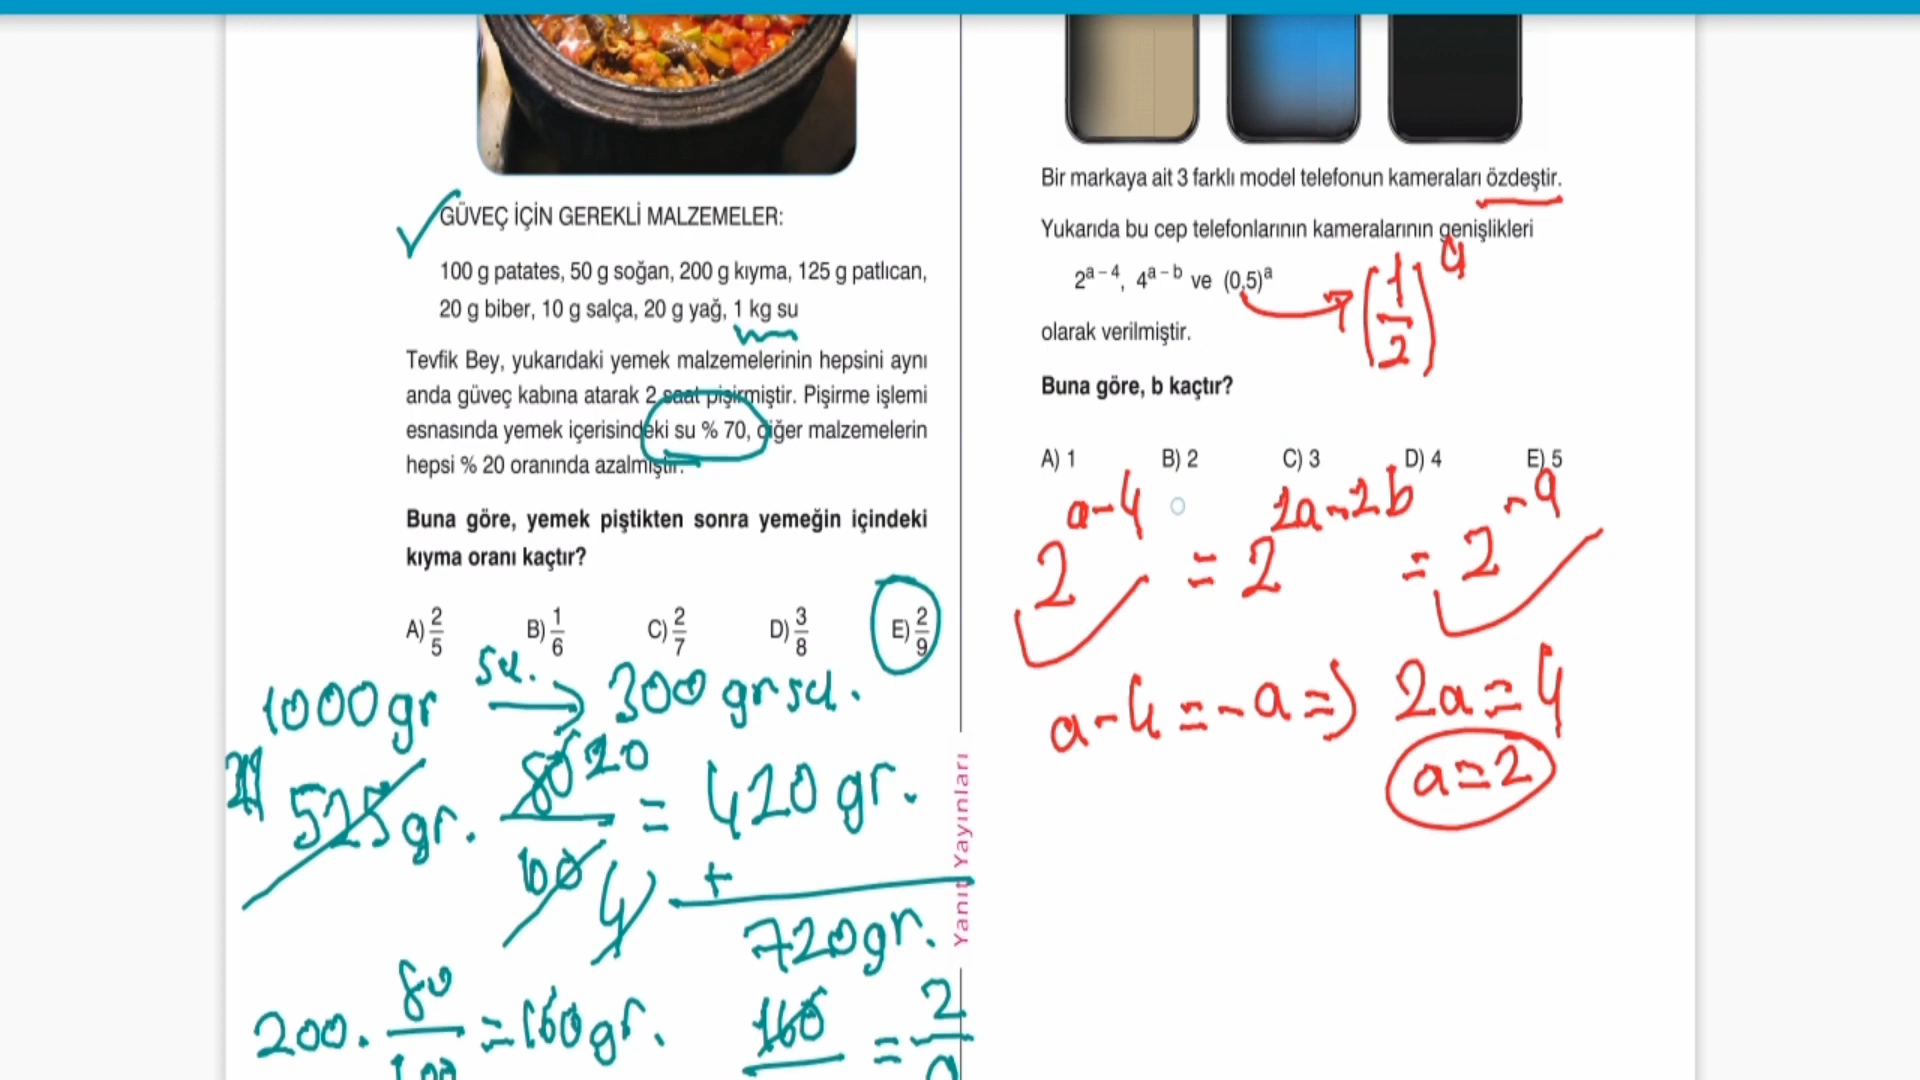 GÜVEÇ İÇİN GEREKLİ MALZEMELER:
100 g patates, 50 g soğan, 200 g kıyma, 125 g patlıcan,
20 g biber, 10 g salça, 20 g yağ, 1 kg su
Tevfik Bey, yukarıdaki yemek malzemelerinin hepsini aynı
anda güveç kabına atarak 2 saat pişirmiştir. Pişirme işlemi
esnasında yemek içerisindeki su % 70, diğer malzemelerin
hepsi % 20 oranında azalmıştır.
Buna göre, yemek piştikten sonra yemeğin içindeki
kıyma oranı kaçtır?
A) 2/5 B) 1/6 C) 2/7 D) 3/8 E) 2/9
1000gr su. → 300 gr su.
525 gr. 80/100 20 4 = 420 gr.
+
720gr.
200. 80/100 = 160gr. 160 = 2
Yanıt Yayınları
Bir markaya ait 3 farklı model telefonun kameraları özdeştir.
Yukarıda bu cep telefonlarının kameralarının genişlikleri
2^(a – 4), 4^(a – b) ve (0,5)^a → (1/2)^a
olarak verilmiştir.
Buna göre, b kaçtır?
A) 1 B) 2 C) 3 D) 4 E) 5
2^(a-4) = 2^(2a-2b) = 2^(-a)
a-4=-a => 2a=4
a=2